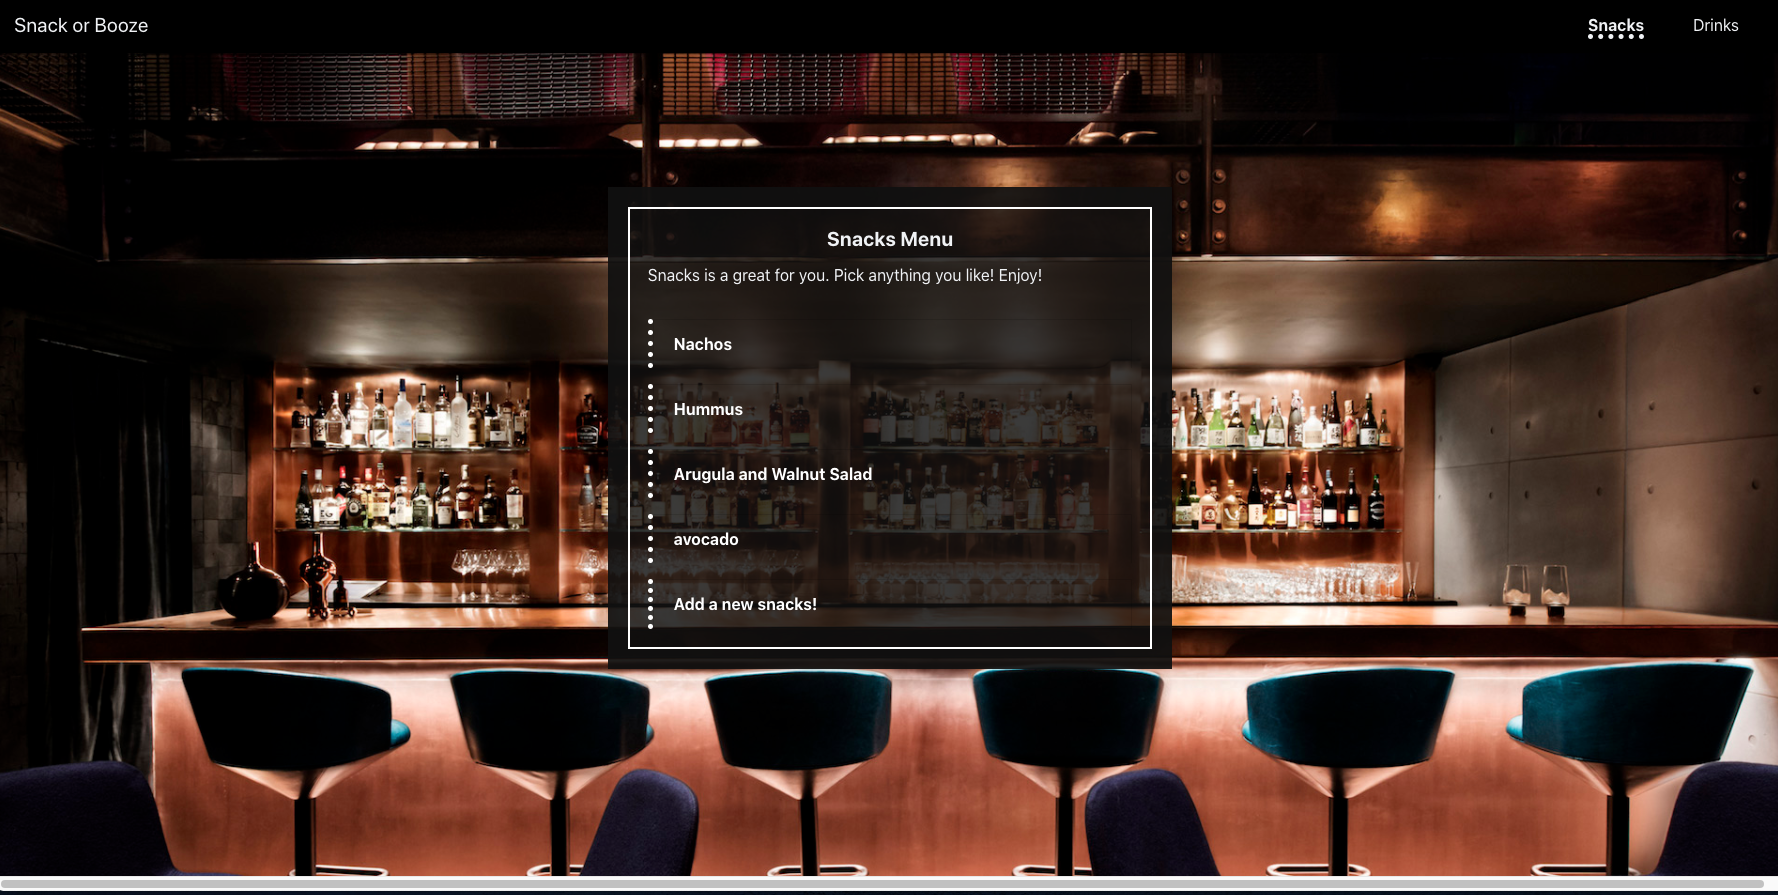 Snack or Booze
Snacks
Drinks
Snacks Menu
Snacks is a great for you. Pick anything you like! Enjoy!
Nachos
Hummus
Arugula and Walnut Salad
avocado
Add a new snacks!